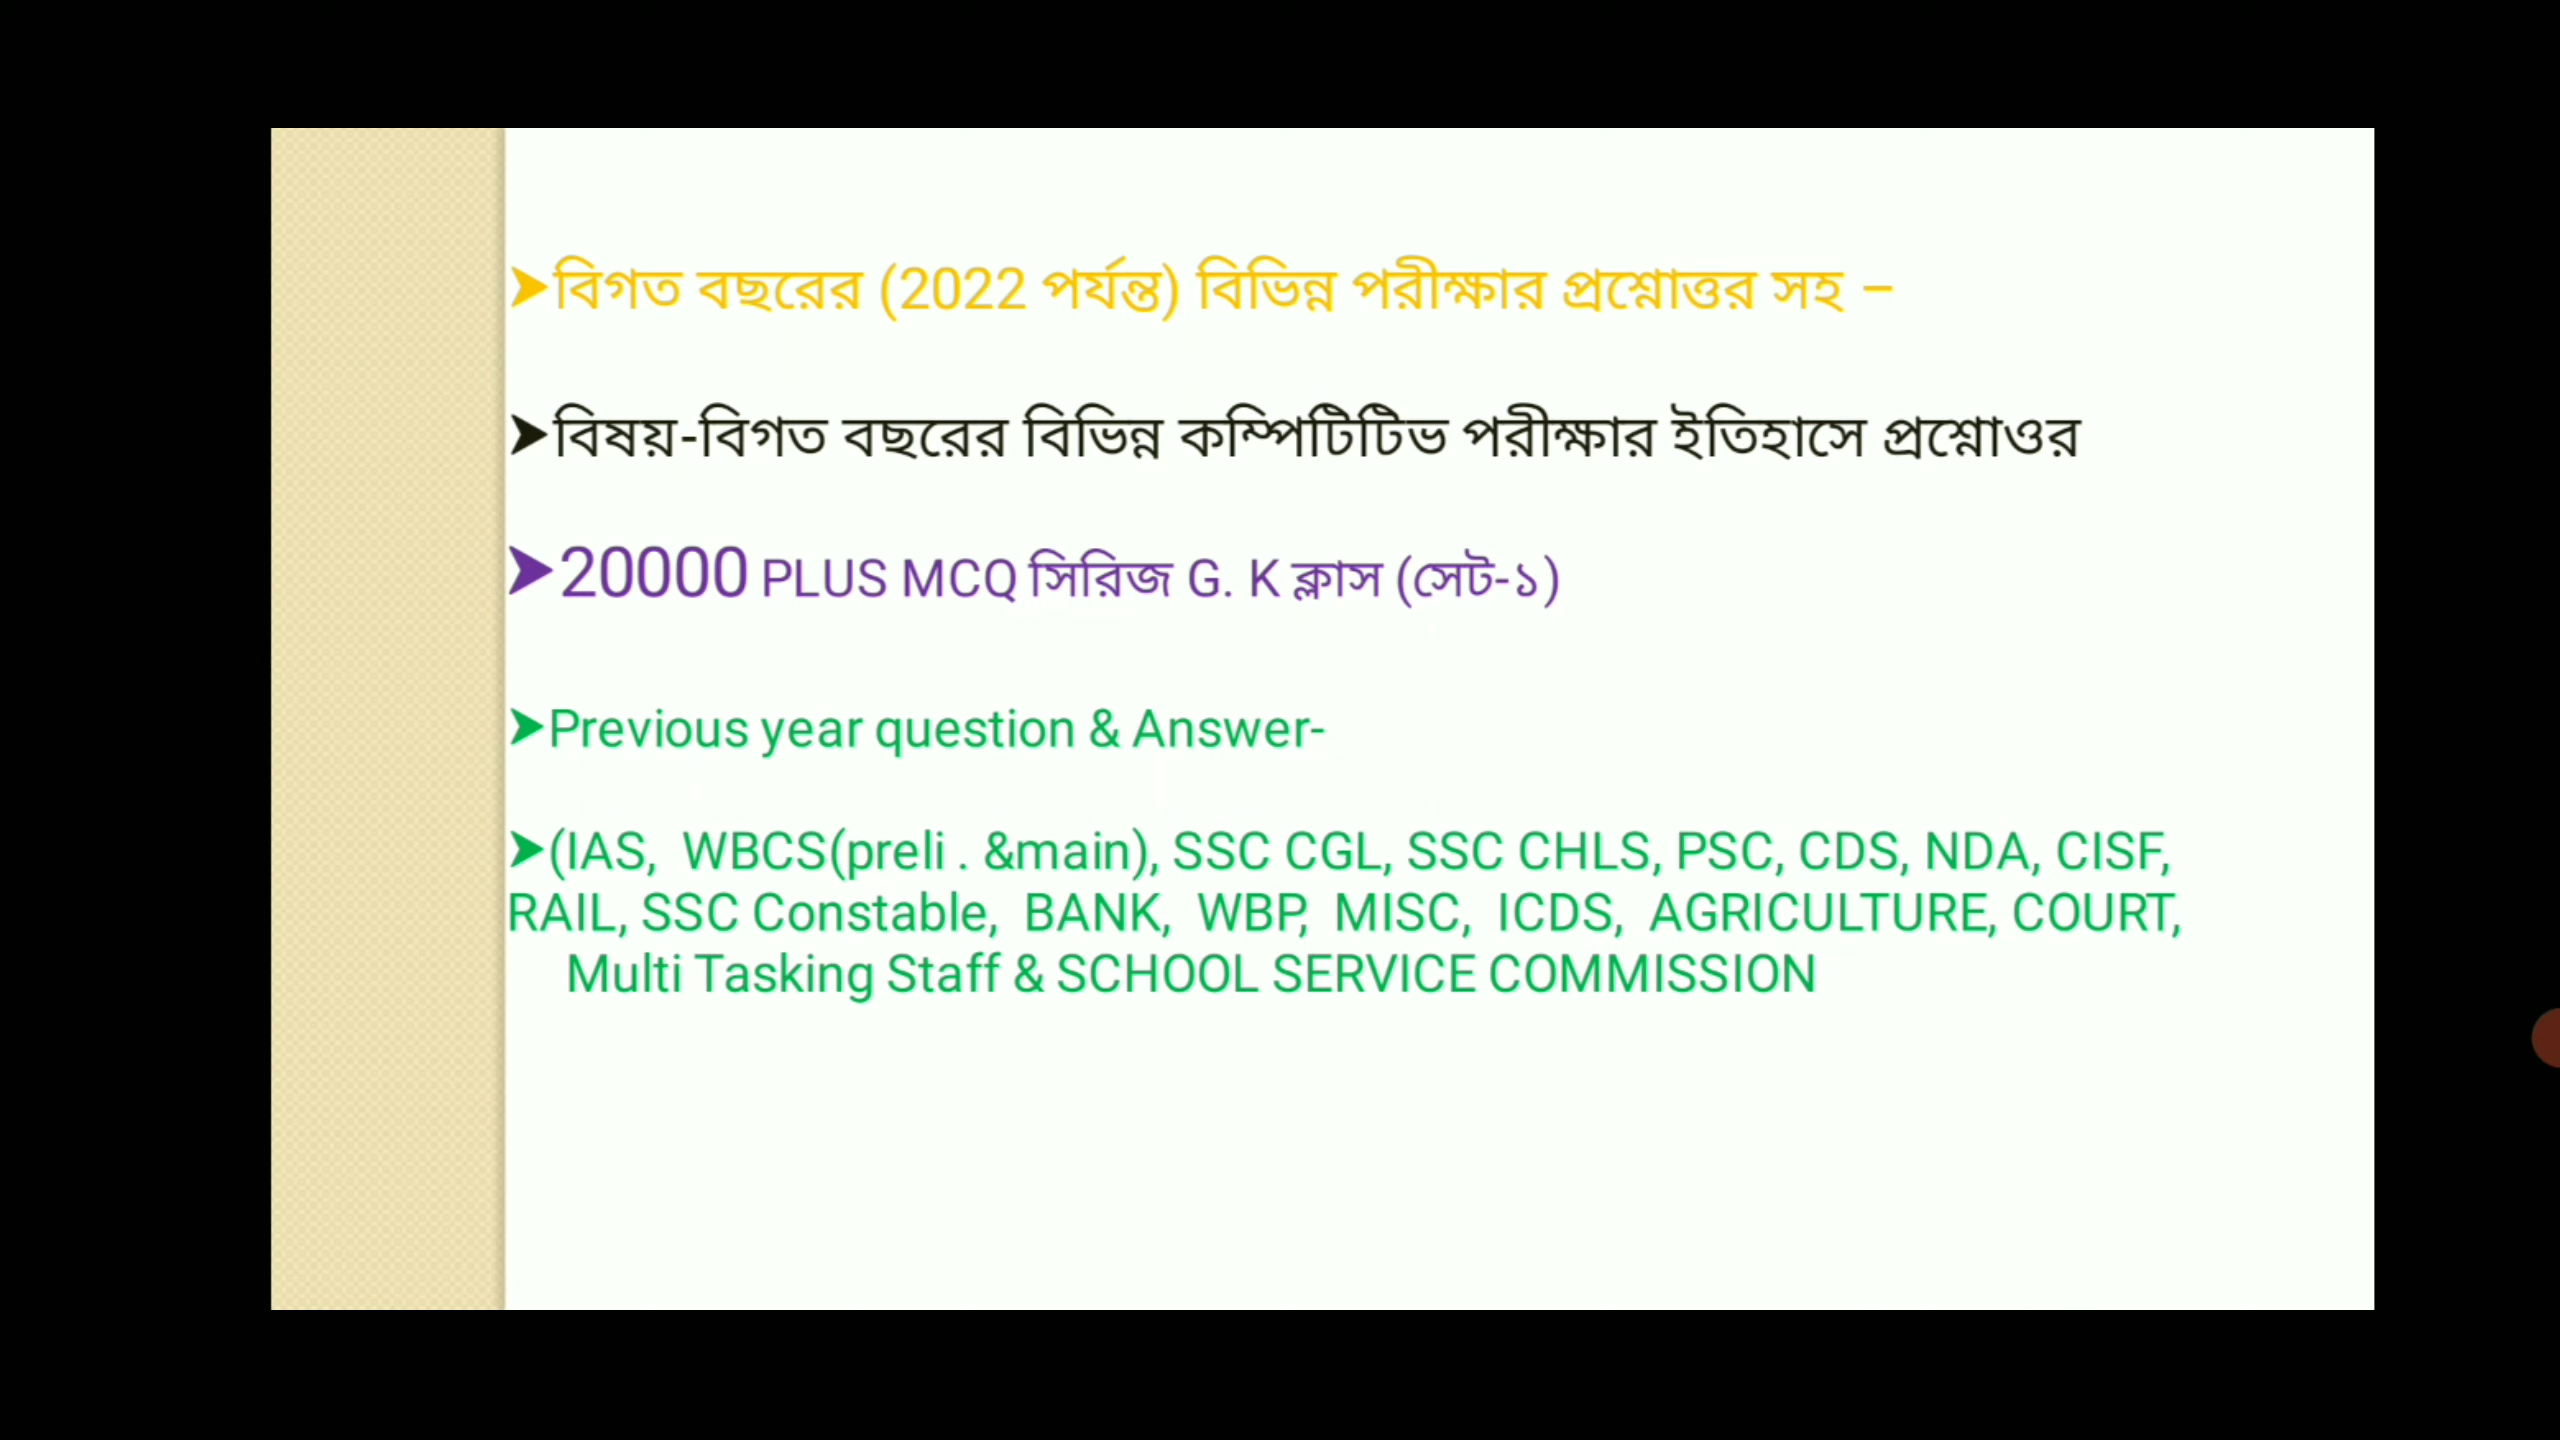 ➤বিগত বছরের (2022 পর্যন্ত) বিভিন্ন পরীক্ষার প্রশ্নোত্তর সহ –
➤বিষয়-বিগত বছরের বিভিন্ন কম্পিটিটিভ পরীক্ষার ইতিহাসে প্রশ্নোওর
➤20000 PLUS MCQ সিরিজ G. K ক্লাস (সেট-১)
➤Previous year question & Answer-
➤(IAS, WBCS(preli . &main), SSC CGL, SSC CHLS, PSC, CDS, NDA, CISF,
RAIL, SSC Constable, BANK, WBP, MISC, ICDS, AGRICULTURE, COURT,
Multi Tasking Staff & SCHOOL SERVICE COMMISSION